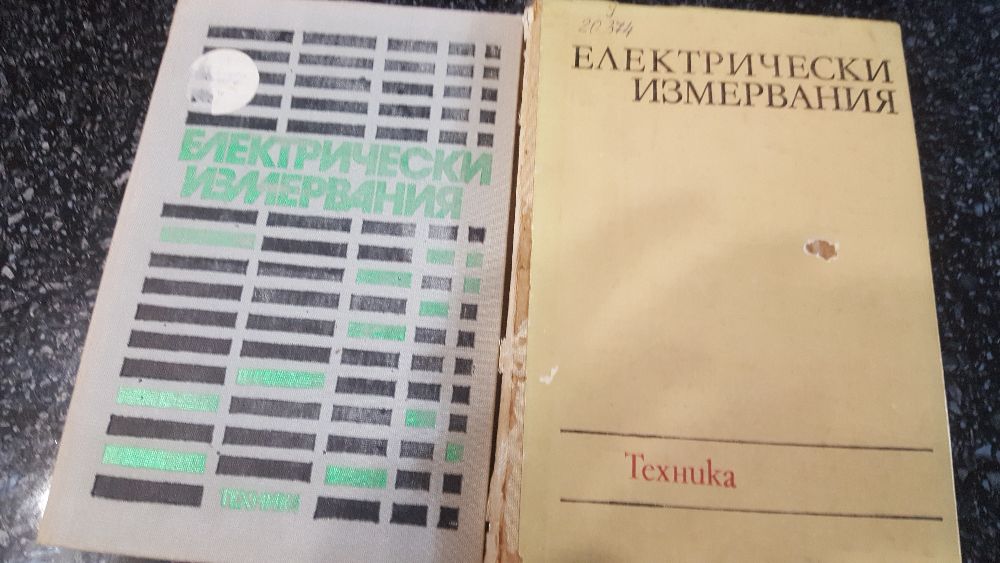 ЕЛЕКТРИЧЕСКИ
ИЗМЕРВАНИЯ
ТЕХНИКА
20.374
ЕЛЕКТРИЧЕСКИ
ИЗМЕРВАНИЯ
Техника